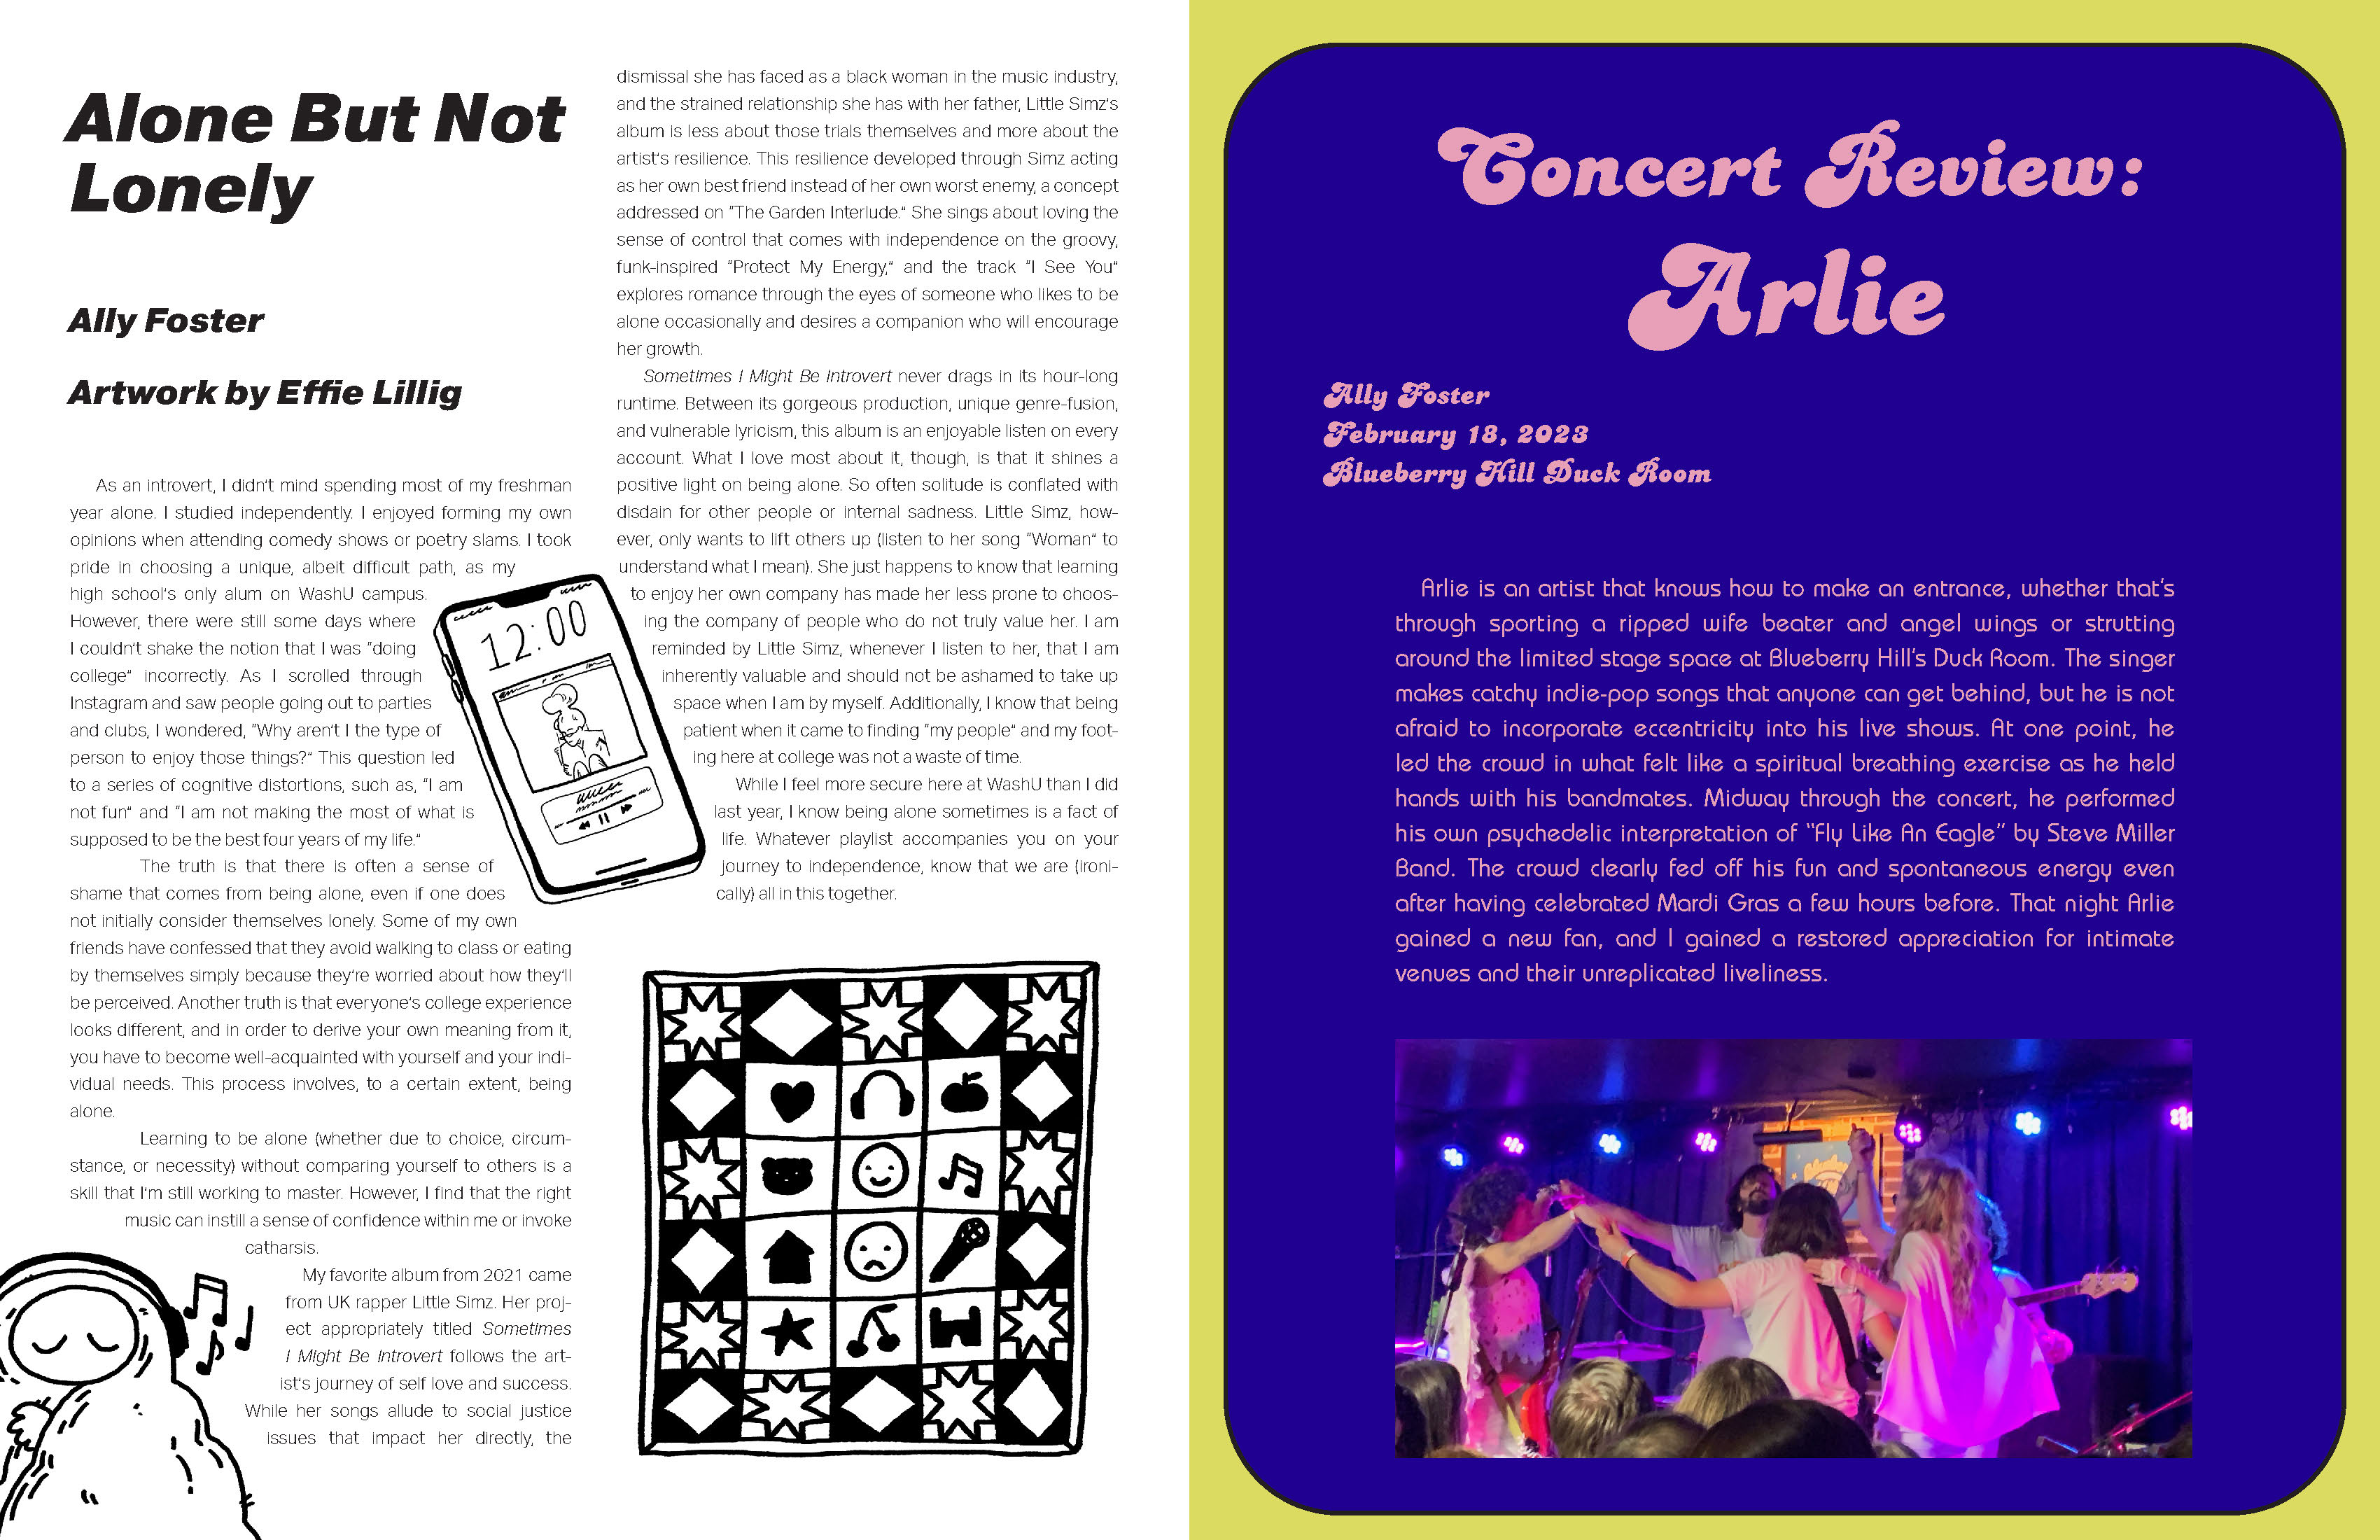 Alone But Not
Lonely
Ally Foster
Artwork by Effie Lillig
As an introvert, I didn't mind spending most of my freshman
year alone. I studied independently. I enjoyed forming my own
opinions when attending comedy shows or poetry slams. I took
pride in choosing a unique, albeit difficult path, as my
high school's only alum on WashU campus.
However, there were still some days where
I couldn't shake the notion that I was "doing
college" incorrectly. As I scrolled through
Instagram and saw people going out to parties
and clubs, I wondered, "Why aren't I the type of
person to enjoy those things?" This question led
to a series of cognitive distortions, such as, "I am
not fun" and "I am not making the most of what is
supposed to be the best four years of my life."
The truth is that there is often a sense of
shame that comes from being alone, even if one does
not initially consider themselves lonely. Some of my own
friends have confessed that they avoid walking to class or eating
by themselves simply because they're worried about how they'll
be perceived. Another truth is that everyone's college experience
looks different, and in order to derive your own meaning from it,
you have to become well-acquainted with yourself and your indi-
vidual needs. This process involves, to a certain extent, being
alone.
Learning to be alone (whether due to choice, circum-
stance, or necessity) without comparing yourself to others is a
skill that I'm still working to master. However, I find that the right
music can instill a sense of confidence within me or invoke
catharsis.
My favorite album from 2021 came
from UK rapper Little Simz. Her proj-
ect appropriately titled Sometimes
I Might Be Introvert follows the art-
ist's journey of self love and success.
While her songs allude to social justice
issues that impact her directly, the
dismissal she has faced as a black woman in the music industry,
and the strained relationship she has with her father, Little Simz's
album is less about those trials themselves and more about the
artist's resilience. This resilience developed through Simz acting
as her own best friend instead of her own worst enemy, a concept
addressed on "The Garden Interlude." She sings about loving the
sense of control that comes with independence on the groovy,
funk-inspired "Protect My Energy," and the track "I See You"
explores romance through the eyes of someone who likes to be
alone occasionally and desires a companion who will encourage
her growth.
Sometimes I Might Be Introvert never drags in its hour-long
runtime. Between its gorgeous production, unique genre-fusion,
and vulnerable lyricism, this album is an enjoyable listen on every
account. What I love most about it, though, is that it shines a
positive light on being alone. So often solitude is conflated with
disdain for other people or internal sadness. Little Simz, how-
ever, only wants to lift others up (listen to her song "Woman" to
understand what I mean). She just happens to know that learning
to enjoy her own company has made her less prone to choos-
ing the company of people who do not truly value her. I am
reminded by Little Simz, whenever I listen to her, that I am
inherently valuable and should not be ashamed to take up
space when I am by myself. Additionally, I know that being
patient when it came to finding "my people" and my foot-
ing here at college was not a waste of time.
While I feel more secure here at WashU than I did
last year, I know being alone sometimes is a fact of
life. Whatever playlist accompanies you on your
journey to independence, know that we are (ironi-
cally) all in this together.
12:00
Concert Review:
Arlie
Ally Foster
February 18, 2023
Blueberry Hill Duck Room
Arlie is an artist that knows how to make an entrance, whether that's
through sporting a ripped wife beater and angel wings or strutting
around the limited stage space at Blueberry Hill's Duck Room. The singer
makes catchy indie-pop songs that anyone can get behind, but he is not
afraid to incorporate eccentricity into his live shows. At one point, he
led the crowd in what felt like a spiritual breathing exercise as he held
hands with his bandmates. Midway through the concert, he performed
his own psychedelic interpretation of "Fly Like An Eagle" by Steve Miller
Band. The crowd clearly fed off his fun and spontaneous energy even
after having celebrated Mardi Gras a few hours before. That night Arlie
gained a new fan, and I gained a restored appreciation for intimate
venues and their unreplicated liveliness.